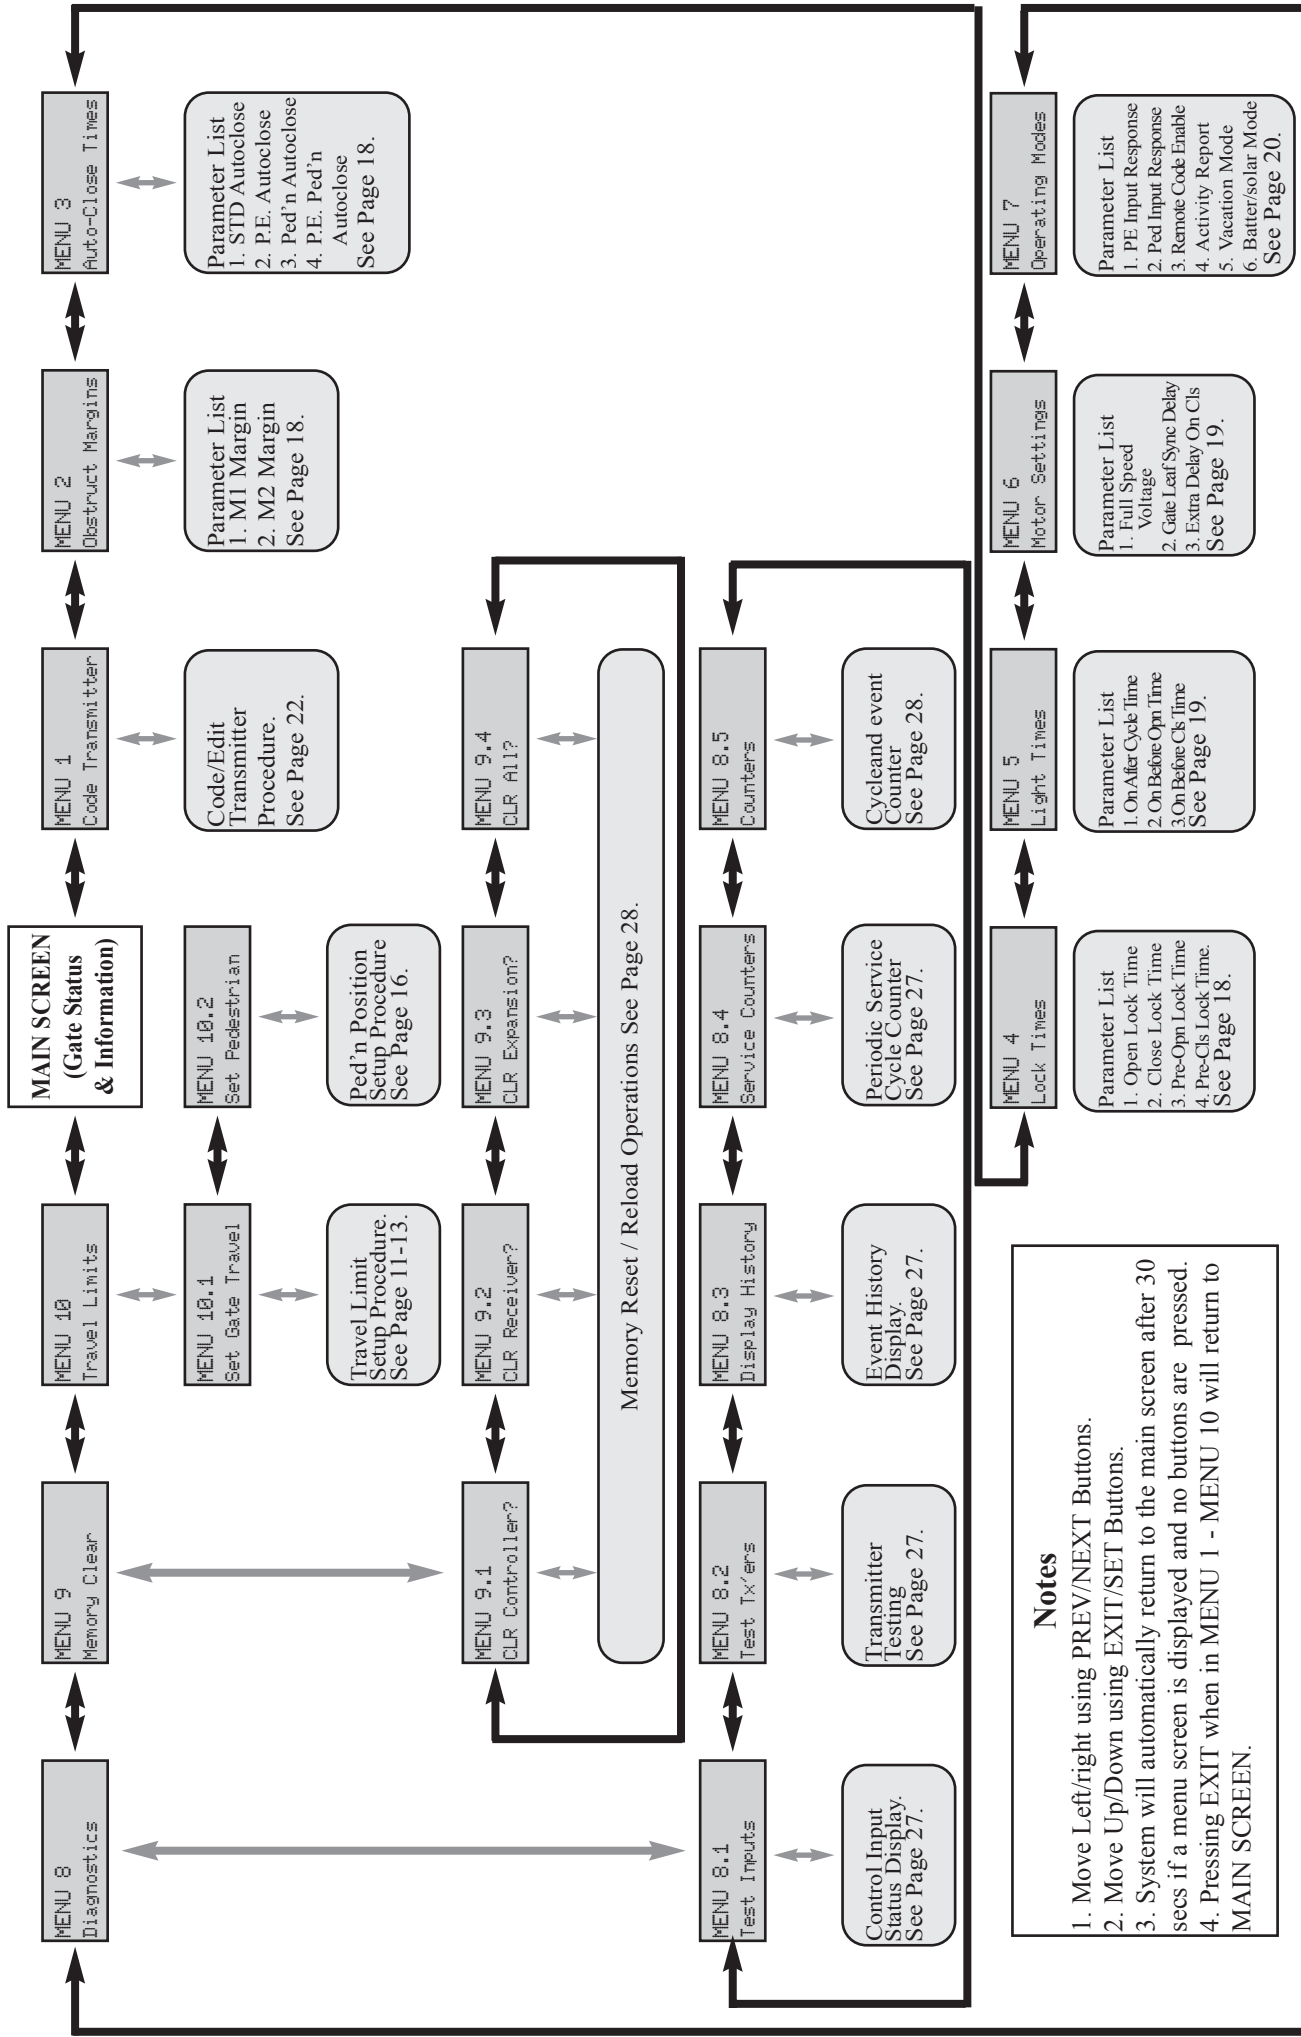 MAIN SCREEN
(Gate Status
& Information)
MENU 8
Diagnostics
MENU 9
Memory Clear
MENU 10
Travel Limits
MENU 1
Code Transmitter
MENU 2
Obstruct Margins
MENU 3
Auto-Close Times
MENU 10.1
Set Gate Travel
MENU 10.2
Set Pedestrian
Code/Edit
Transmitter
Procedure.
See Page 22.
Parameter List
1. M1 Margin
2. M2 Margin
See Page 18.
Parameter List
1. STD Autoclose
2. P.E. Autoclose
3. Ped'n Autoclose
4. P.E. Ped'n
Autoclose
See Page 18.
Travel Limit
Setup Procedure.
See Page 11-13.
Ped'n Position
Setup Procedure
See Page 16.
MENU 9.1
CLR Controller?
MENU 9.2
CLR Receiver?
MENU 9.3
CLR Expansion?
MENU 9.4
CLR All?
Memory Reset / Reload Operations See Page 28.
MENU 8.1
Test Inputs
MENU 8.2
Test Tx'ers
MENU 8.3
Display History
MENU 8.4
Service Counters
MENU 8.5
Counters
Control Input
Status Display.
See Page 27.
Transmitter
Testing
See Page 27.
Event History
Display.
See Page 27.
Periodic Service
Cycle Counter
See Page 27.
Cycleand event
Counter
See Page 28.
MENU 4
Lock Times
MENU 5
Light Times
MENU 6
Motor Settings
MENU 7
Operating Modes
Parameter List
1. Open Lock Time
2. Close Lock Time
3. Pre-Opn Lock Time
4. Pre-Cls Lock Time.
See Page 18.
Parameter List
1. On After Cycle Time
2. On Before Opn Time
3.On Before Cls Time
See Page 19.
Parameter List
1. Full Speed
Voltage
2. Gate Leaf Sync Delay
3. Extra Delay On Cls
See Page 19.
Parameter List
1. PE Input Response
2. Ped Input Response
3. Remote Code Enable
4. Activity Report
5. Vacation Mode
6. Batter/solar Mode
See Page 20.
Notes
1. Move Left/right using PREV/NEXT Buttons.
2. Move Up/Down using EXIT/SET Buttons.
3. System will automatically return to the main screen after 30
secs if a menu screen is displayed and no buttons are pressed.
4. Pressing EXIT when in MENU 1 - MENU 10 will return to
MAIN SCREEN.